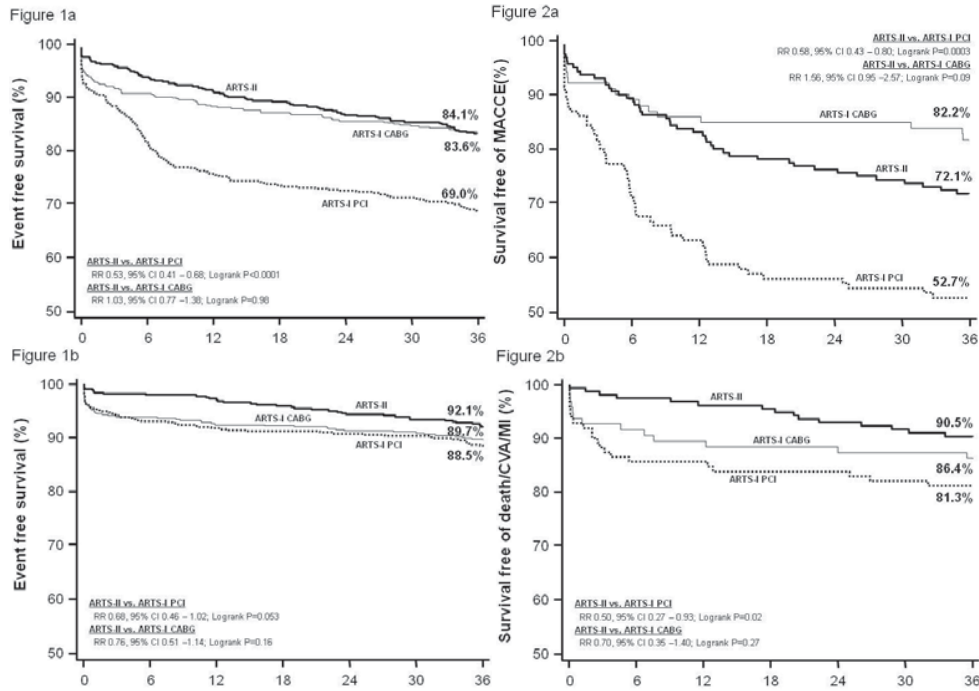 Figure 1a
Event free survival (%)
100
90
80
70
60
50
ARTS-II
ARTS-I CABG
ARTS-I PCI
84.1%
83.6%
69.0%
ARTS-II vs. ARTS-I PCI
RR 0.53, 95% CI 0.41 – 0.68; Logrank P<0.0001
ARTS-II vs. ARTS-I CABG
RR 1.03, 95% CI 0.77 –1.38; Logrank P=0.98
0 6 12 18 24 30 36
Figure 2a
Survival free of MACCE(%)
100
90
80
70
60
50
ARTS-II vs. ARTS-I PCI
RR 0.58, 95% CI 0.43 – 0.80; Logrank P=0.0003
ARTS-II vs. ARTS-I CABG
RR 1.56, 95% CI 0.95 –2.57; Logrank P=0.09
ARTS-I CABG
82.2%
ARTS-II
72.1%
ARTS-I PCI
52.7%
0 6 12 18 24 30 36
Figure 1b
Event free survival (%)
100
90
80
70
60
50
ARTS-II
ARTS-I CABG
ARTS-I PCI
92.1%
89.7%
88.5%
ARTS-II vs. ARTS-I PCI
RR 0.68, 95% CI 0.46 – 1.02; Logrank P=0.053
ARTS-II vs. ARTS-I CABG
RR 0.76, 95% CI 0.51 –1.14; Logrank P=0.16
0 6 12 18 24 30 36
Figure 2b
Survival free of death/CVA/MI (%)
100
90
80
70
60
50
ARTS-II
90.5%
ARTS-I CABG
86.4%
ARTS-I PCI
81.3%
ARTS-II vs. ARTS-I PCI
RR 0.50, 95% CI 0.27 – 0.93; Logrank P=0.02
ARTS-II vs. ARTS-I CABG
RR 0.70, 95% CI 0.35 –1.40; Logrank P=0.27
0 6 12 18 24 30 36